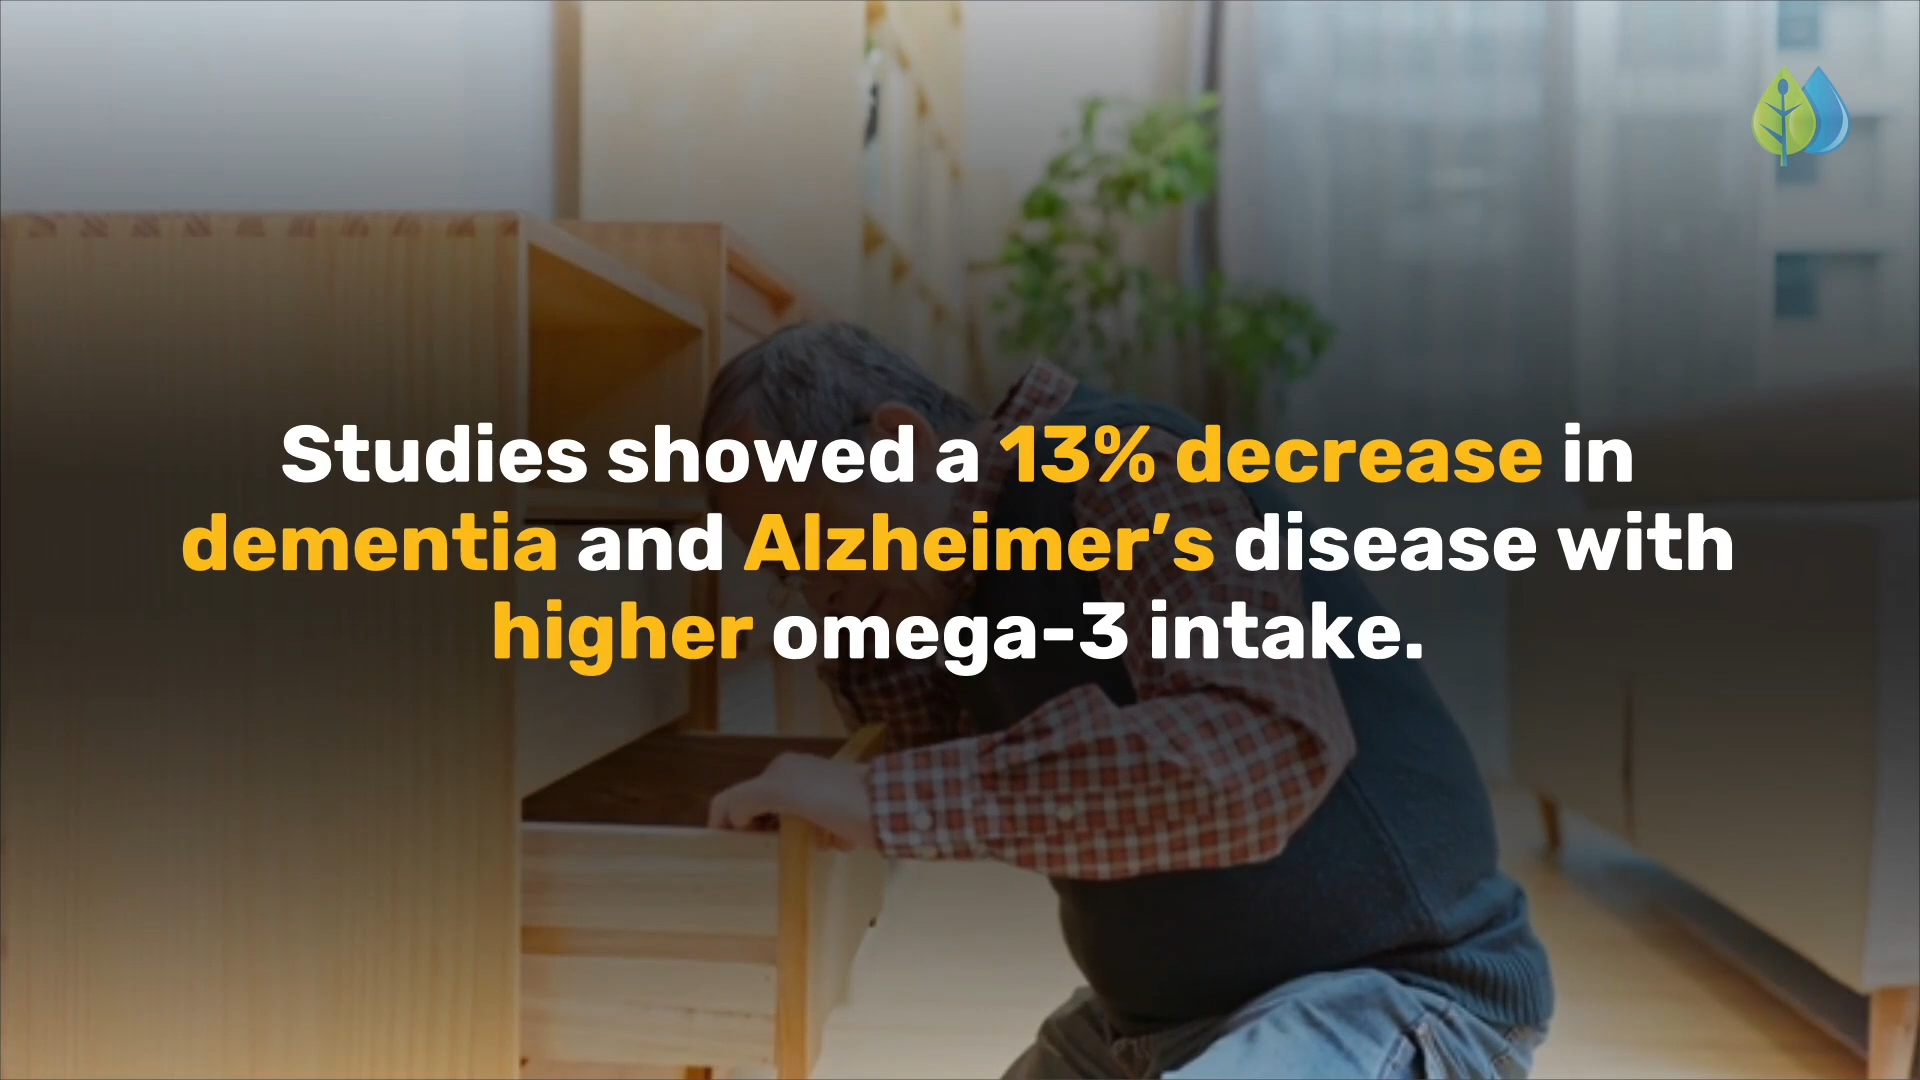 Studies showed a 13% decrease in
dementia and Alzheimer’s disease with
higher omega-3 intake.